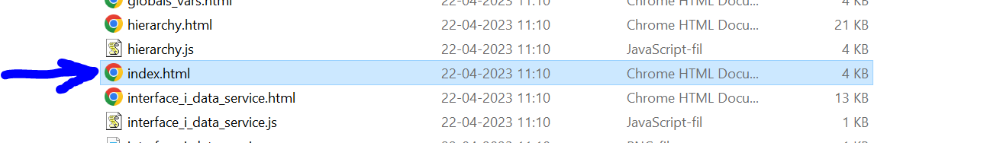 globals_vars.html 22-04-2023 11:10 Chrome HTML Docu... 4 KB
hierarchy.html 22-04-2023 11:10 Chrome HTML Docu... 21 KB
hierarchy.js 22-04-2023 11:10 JavaScript-fil 4 KB
index.html 22-04-2023 11:10 Chrome HTML Docu... 4 KB
interface_i_data_service.html 22-04-2023 11:10 Chrome HTML Docu... 13 KB
interface_i_data_service.js 22-04-2023 11:10 JavaScript-fil 1 KB